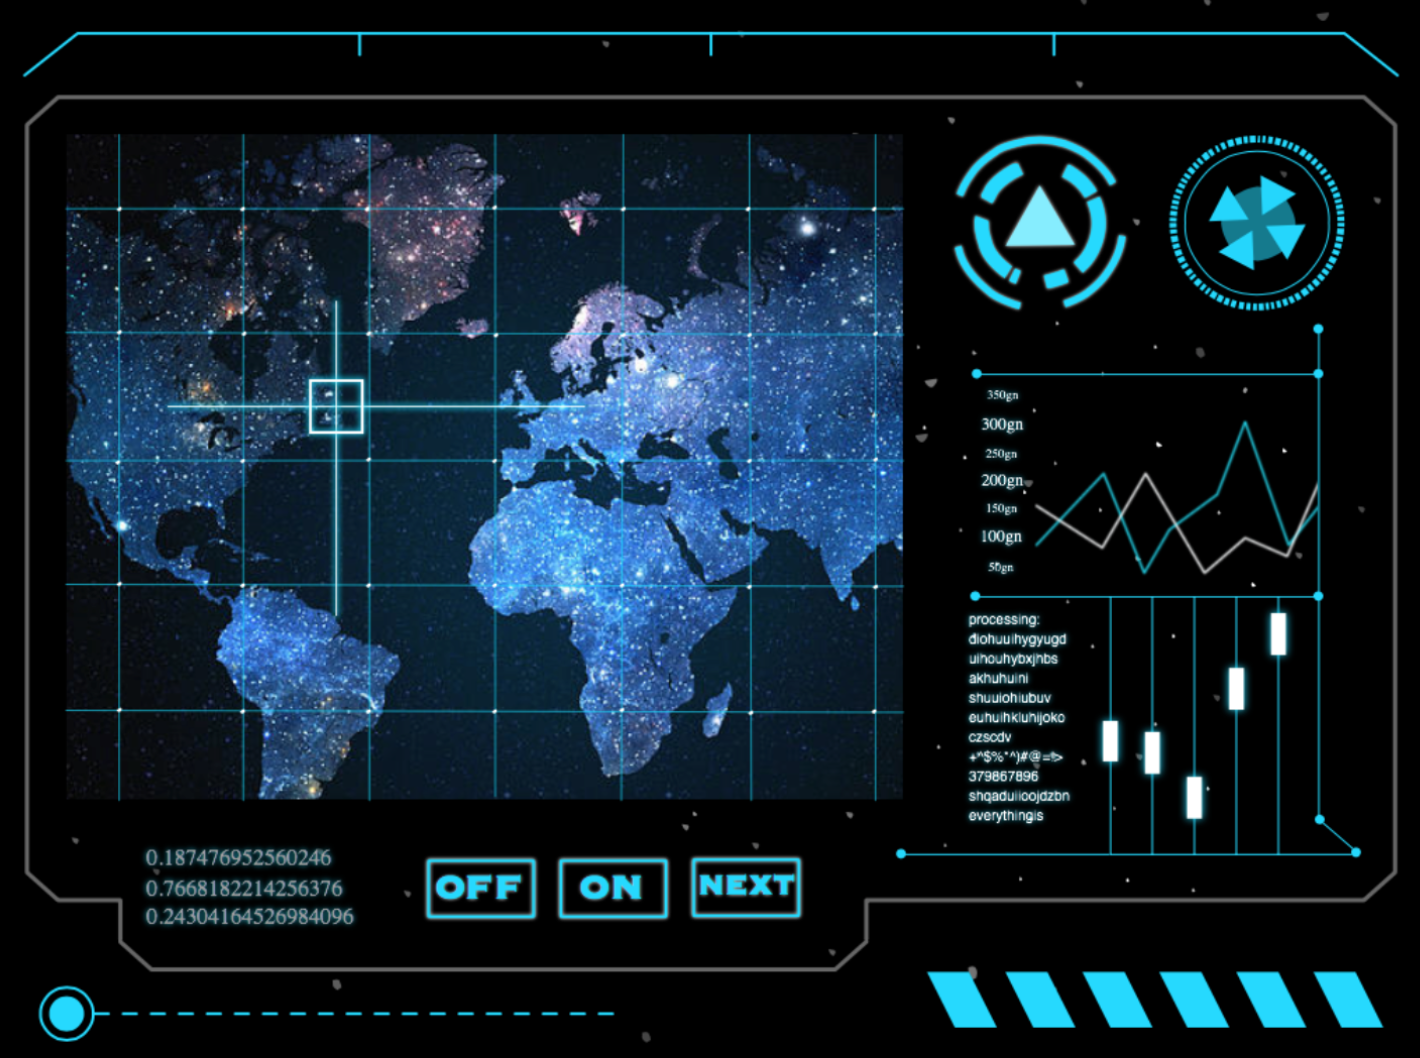 350gn
300gn
250gn
200gn
150gn
100gn
50gn
processing:
diohuuihygyugd
uihouhybxjhbs
akhuhuini
shuuiohiubuv
euhuihkluhijokc
czscdv
379867896
shqaduiioojdzbn
everythingis
0.187476952560246
0.7668182214256376
0.24304164526984096
OFF
ON
NEXT